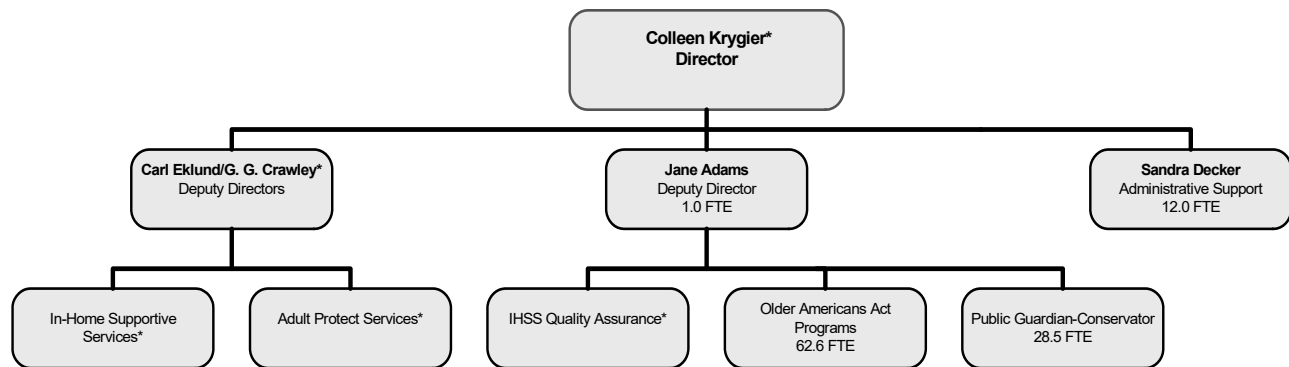 Colleen Krygier*
Director
Carl Eklund/G. G. Crawley*
Deputy Directors
Jane Adams
Deputy Director
1.0 FTE
Sandra Decker
Administrative Support
12.0 FTE
In-Home Supportive
Services*
Adult Protect Services*
IHSS Quality Assurance*
Older Americans Act
Programs
62.6 FTE
Public Guardian-Conservator
28.5 FTE